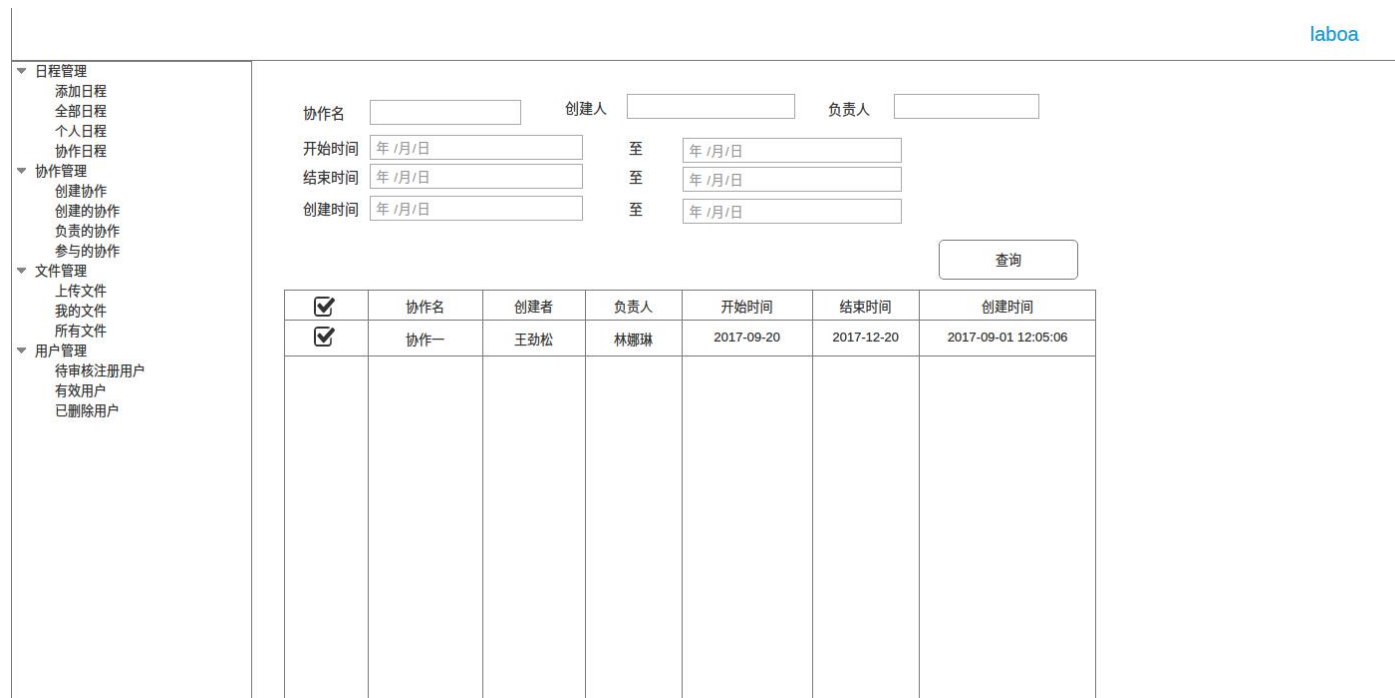 laboa
日程管理
添加日程
全部日程
个人日程
协作日程
协作管理
创建协作
创建的协作
负责的协作
参与的协作
文件管理
上传文件
我的文件
所有文件
用户管理
待审核注册用户
有效用户
已删除用户
协作名 创建人 负责人
开始时间 年 /月/日 至 年 /月/日
结束时间 年 /月/日 至 年 /月/日
创建时间 年 /月/日 至 年 /月/日
查询
协作名 创建者 负责人 开始时间 结束时间 创建时间
协作一 王劲松 林娜琳 2017-09-20 2017-12-20 2017-09-01 12:05:06